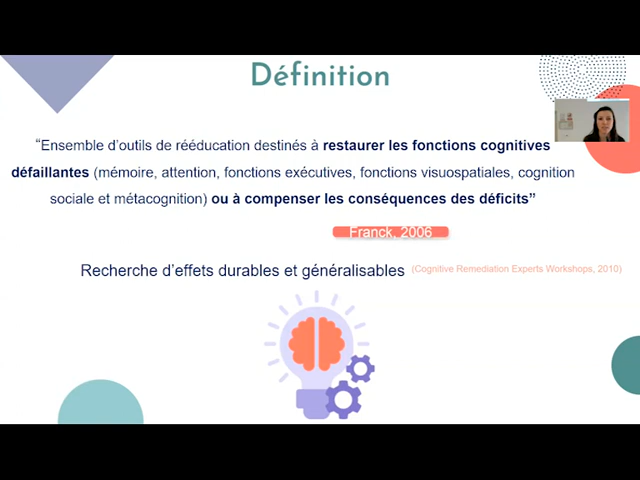 Définition
“Ensemble d’outils de rééducation destinés à restaurer les fonctions cognitives
défaillantes (mémoire, attention, fonctions exécutives, fonctions visuospatiales, cognition
sociale et métacognition) ou à compenser les conséquences des déficits”
Franck, 2006
Recherche d’effets durables et généralisables (Cognitive Remediation Experts Workshops, 2010)